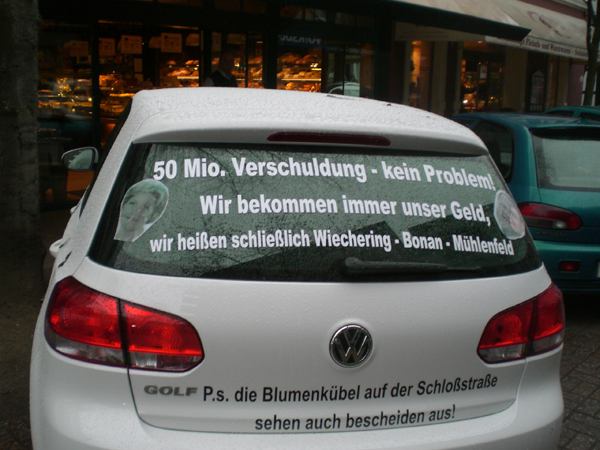 50 Mio. Verschuldung - kein Problem!
Wir bekommen immer unser Geld,
wir heißen schließlich Wiechering - Bonan - Mühlenfeld
GOLF P.s. die Blumenkübel auf der Schloßstraße
sehen auch bescheiden aus!